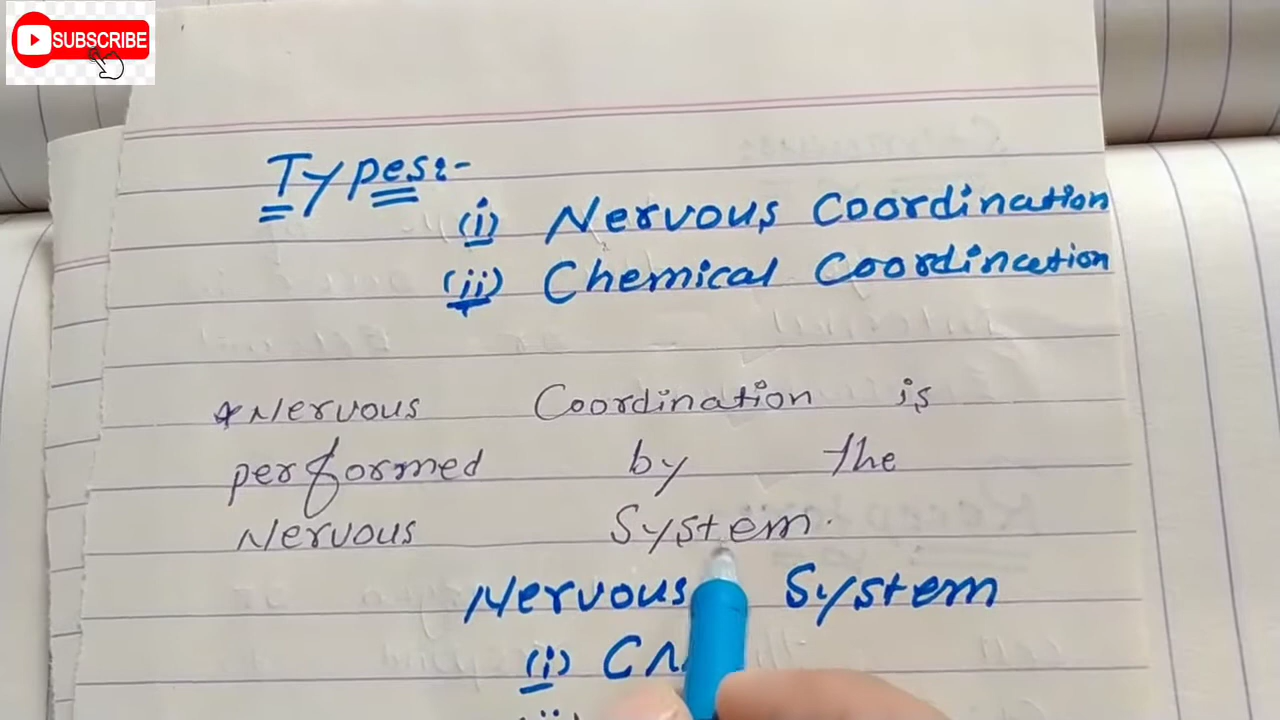 SUBSCRIBE
Types:-
(i) Nervous Coordination
(ii) Chemical Coordination
*Nervous Coordination is
performed by the
Nervous System.
Nervous System
(i)